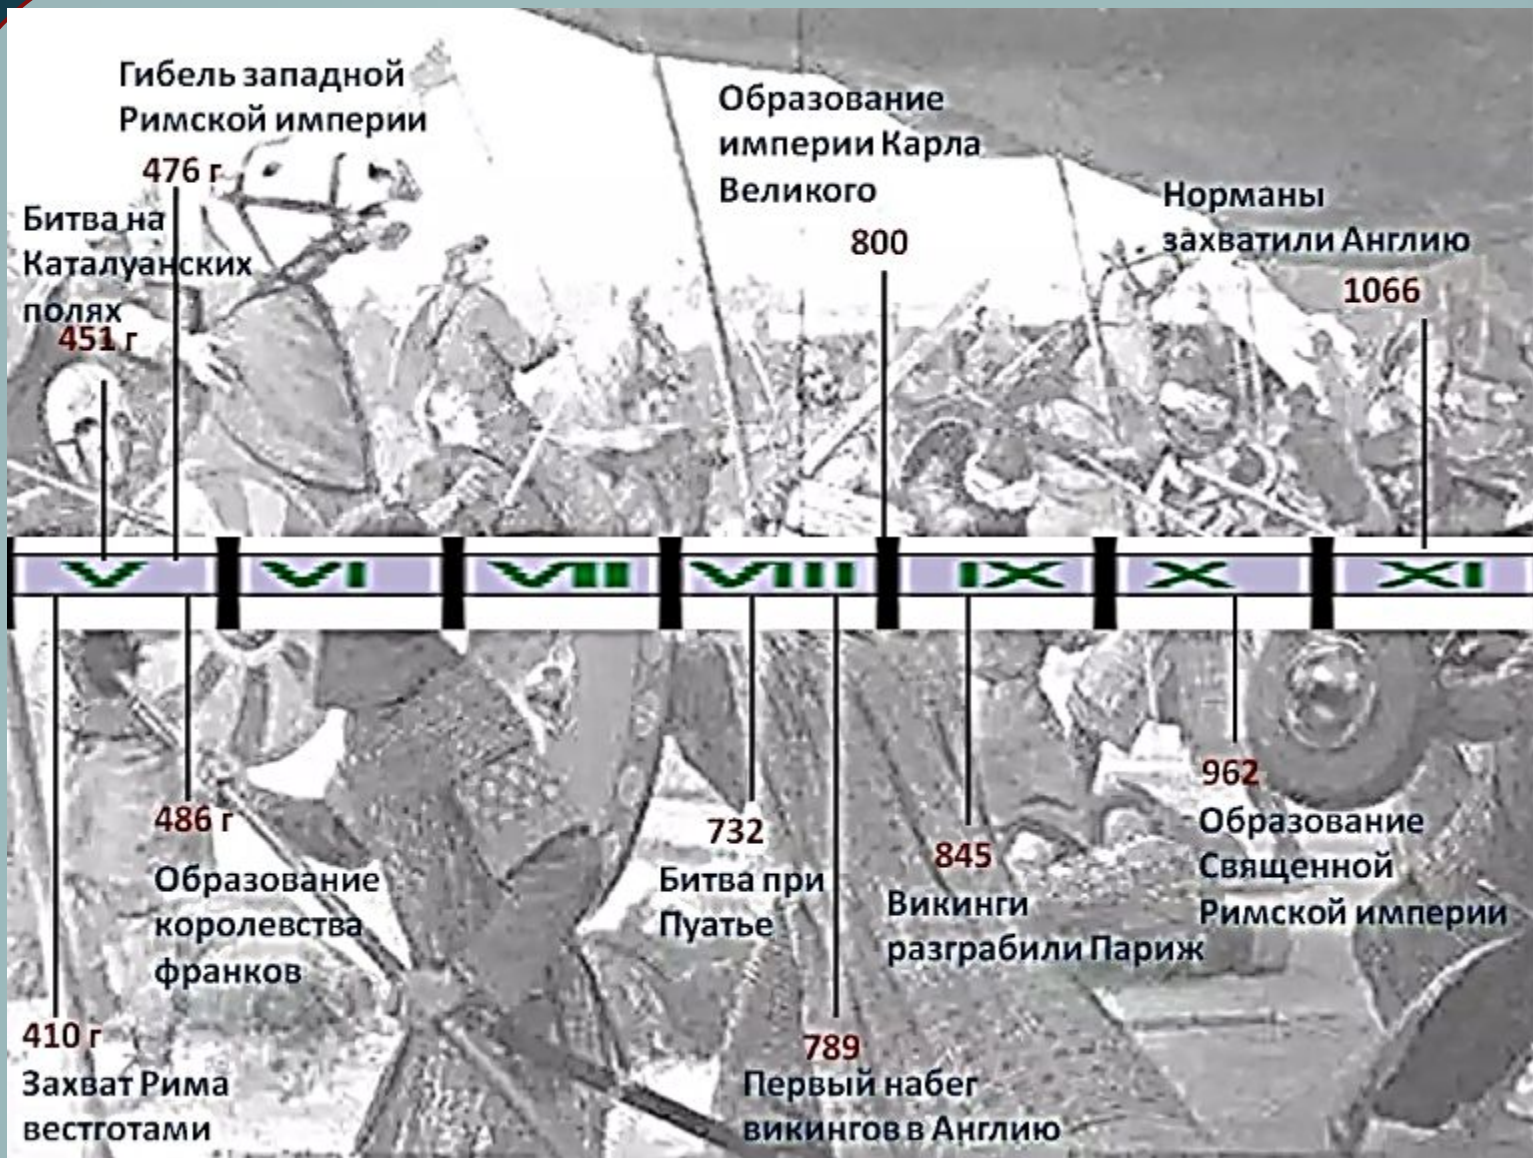 Гибель западной
Римской империи
476 г
Битва на
Каталуанских
полях
451 г
Образование
империи Карла
Великого
800
Норманы
захватили Англию
1066
V VI VII VIII IX X XI
410 г
Захват Рима
вестготами
486 г
Образование
королевства
франков
732
Битва при
Пуатье
789
Первый набег
викингов в Англию
845
Викинги
разграбили Париж
962
Образование
Священной
Римской империи